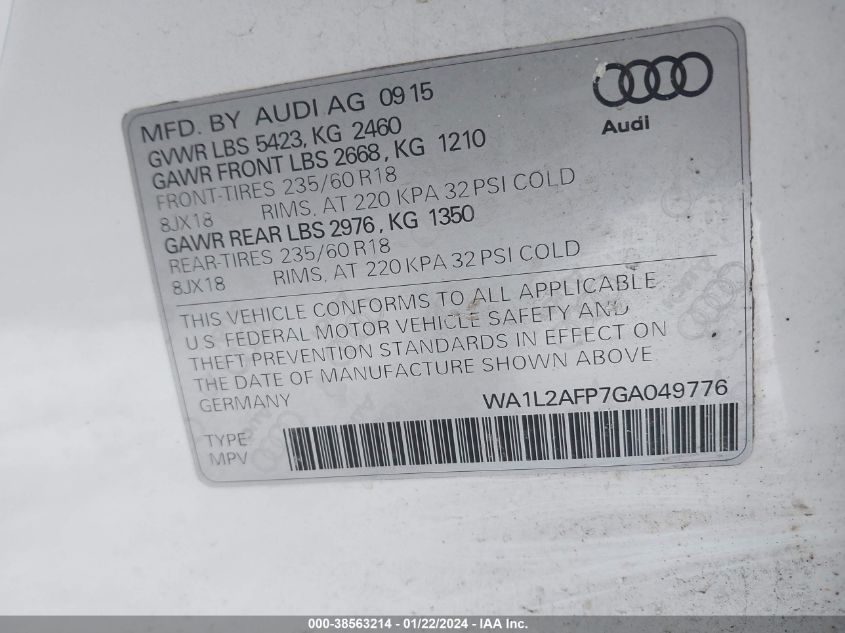 MFD. BY AUDI AG 09 15
GVWR LBS 5423, KG 2460
GAWR FRONT LBS 2668, KG 1210
FRONT-TIRES 235/60 R18
8JX18 RIMS, AT 220 KPA 32 PSI COLD
GAWR REAR LBS 2976, KG 1350
REAR-TIRES 235/60 R18
8JX18 RIMS, AT 220 KPA 32 PSI COLD
Audi
THIS VEHICLE CONFORMS TO ALL APPLICABLE
U.S. FEDERAL MOTOR VEHICLE SAFETY AND
THEFT PREVENTION STANDARDS IN EFFECT ON
THE DATE OF MANUFACTURE SHOWN ABOVE
GERMANY WA1L2AFP7GA049776
TYPE
MPV
000-38563214 - 01/22/2024 - IAA Inc.